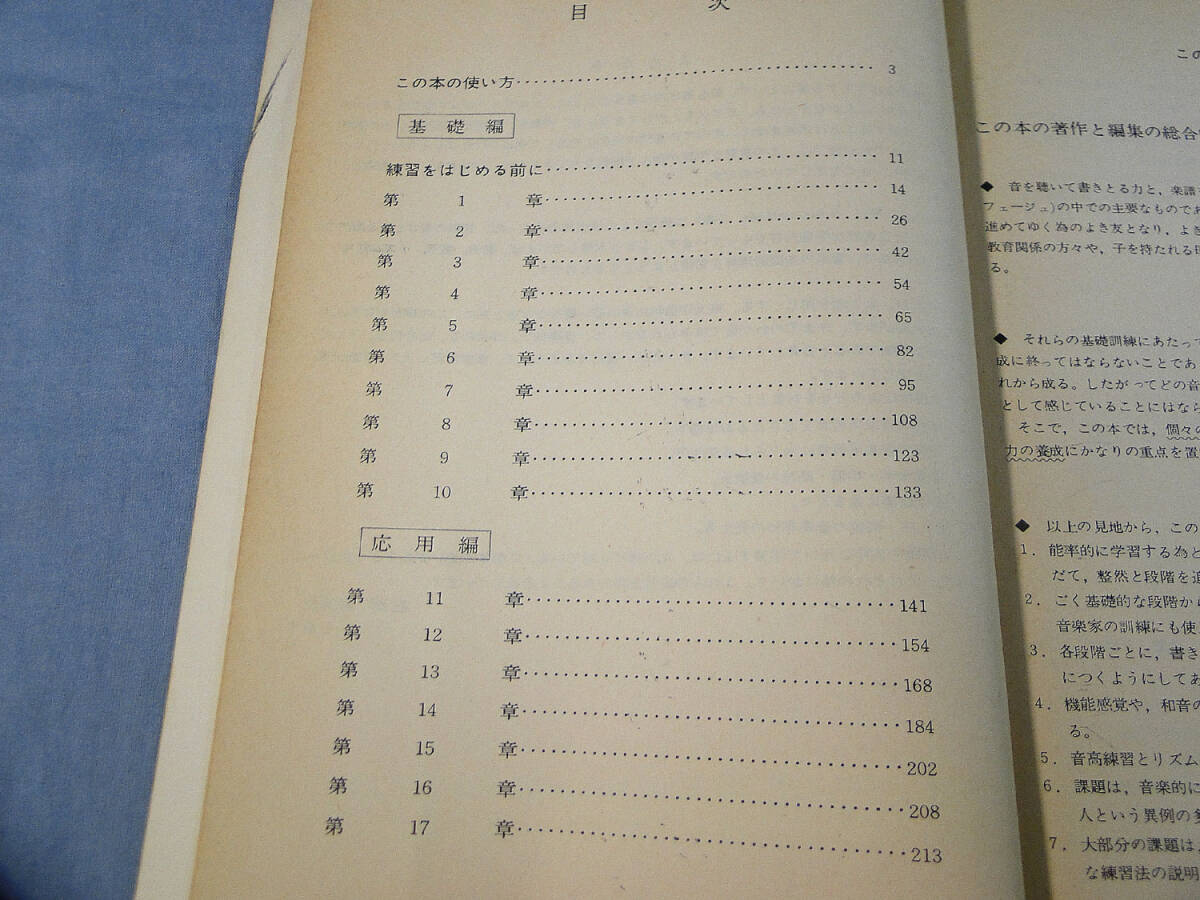 目 次
この本の使い方 3
基礎編
練習をはじめる前に 11
第 1 章 14
第 2 章 26
第 3 章 42
第 4 章 54
第 5 章 65
第 6 章 82
第 7 章 95
第 8 章 108
第 9 章 123
第 10 章 133
応用編
第 11 章 141
第 12 章 154
第 13 章 168
第 14 章 184
第 15 章 202
第 16 章 208
第 17 章 213
この
この本の著作と編集の総合
◆ 音を聴いて書きとる力と，楽譜
フェージュ)の中での主要なものであ
進めてゆく為のよき友となり，よき
教育関係の方々や，子を持たれる
る。
◆ それらの基礎訓練にあたって
成に終ってはならないことであ
れから成る。したがってどの音
として感じていることにはなら
そこで，この本では，個々の
力の養成にかなりの重点を置
◆ 以上の見地から，この
1．能率的に学習する為と
だて，整然と段階を追
2．ごく基礎的な段階から
音楽家の訓練にも使
3．各段階ごとに，書き
につくようにしてあ
4．機能感覚や，和音の
る。
5．音高練習とリズム
6．課題は，音楽的に
人という異例の多
7．大部分の課題は
な練習法の説明